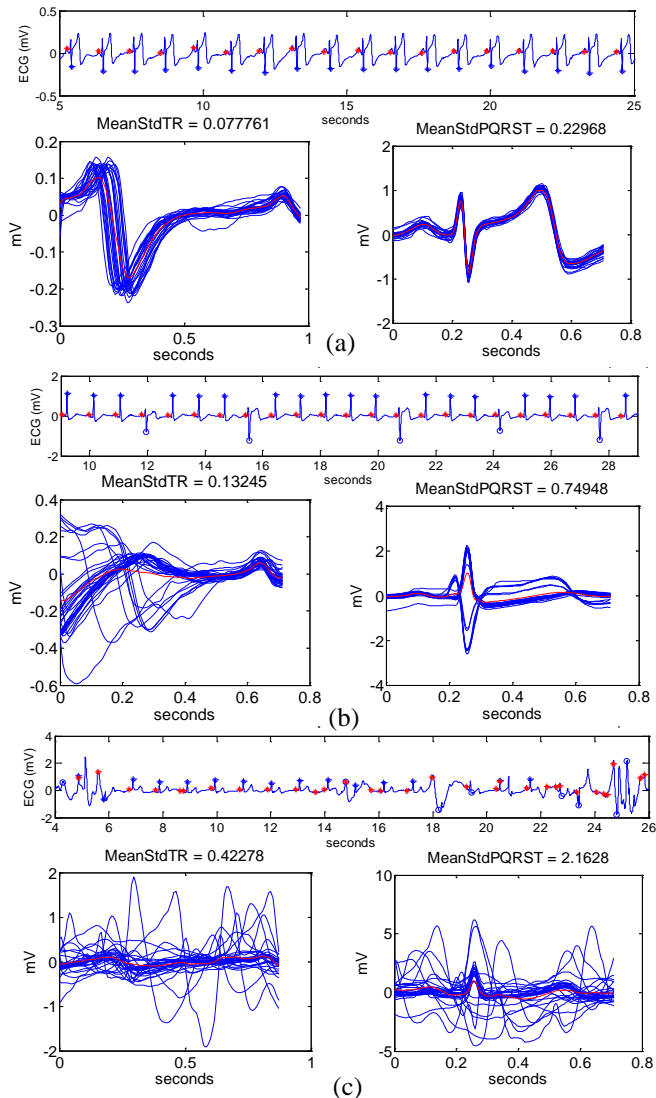 0.5
0
-0.5
ECG (mV)
5 10 15 20 25
seconds
MeanStdTR = 0.077761
MeanStdPQRST = 0.22968
0.2
0.1
0
-0.1
-0.2
-0.3
mV
0 0.5 1
seconds
2
1
0
-1
-2
mV
0 0.2 0.4 0.6 0.8
seconds
(a)
4
2
0
-2
ECG (mV)
10 12 14 16 18 20 22 24 26 28
seconds
MeanStdTR = 0.13245
MeanStdPQRST = 0.74948
0.4
0.2
0
-0.2
-0.4
-0.6
mV
0 0.2 0.4 0.6 0.8
seconds
4
2
0
-2
-4
mV
0 0.2 0.4 0.6 0.8
seconds
(b)
4
2
0
-2
ECG (mV)
4 6 8 10 12 14 16 18 20 22 24 26
seconds
MeanStdTR = 0.42278
MeanStdPQRST = 2.1628
2
1
0
-1
-2
mV
0 0.5 1
seconds
10
5
0
-5
mV
0 0.2 0.4 0.6 0.8
seconds
(c)